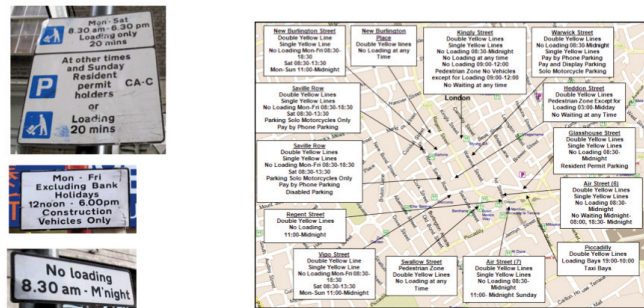 Mon-Sat
8.30 am-6.30 pm
Loading only
20 mins
At other times
and Sunday
Resident
permit
holders
CA-C
or
Loading
20 mins
Mon - Fri
Excluding Bank
Holidays
12noon - 6.00pm
Construction
Vehicles Only
No loading
8.30 am - M'night
New Burlington Street
Double Yellow Line
Single Yellow Line
No Loading Mon-Fri 08:30-
18:30
Sat 08:30-13:30
Mon-Sun 11:00-Midnight
New Burlington
Place
Double Yellow lines
No Loading at any
Time
Kingly Street
Double Yellow Lines
Single Yellow Lines
No Loading 08:30-Midnight
No Loading at any time
Loading 09:00-12:00
Pedestrian Zone No Vehicles
except for Loading 09:00-12:00
No Waiting at any time
Warwick Street
Double Yellow Lines
No Loading 08:30-Midnight
Single Yellow Lines
Pay by Phone Parking
Pay and Display Parking
Solo Motorcycle Parking
London
Heddon Street
Double Yellow Lines
Pedestrian Zone Except for
Loading 03:00-Midday
No Waiting at any Time
Savile Row
Double Yellow Lines
Single Yellow Lines
No Loading Mon-Fri 08:30-18:30
Sat 08:30-13:30
Parking Solo Motorcycles Only
Pay by Phone Parking
Glasshouse Street
Double Yellow Lines
Single Yellow Lines
No Loading 08:30-
Midnight
Resident Permit Parking
Savile Row
Double Yellow Lines
Single Yellow Lines
No Loading Mon-Fri 08:30-18:30
Sat 08:30-13:30
Parking Solo Motorcycles Only
Pay by Phone Parking
Disabled Parking
Air Street (6)
Double Yellow Lines
Single Yellow Lines
No Loading 08:30-
Midnight
No Waiting Midnight-
08:00, 18:30- Midnight
Regent Street
Double Yellow Lines
No Loading
11:00-Midnight
Vigo Street
Double Yellow Lines
Single Yellow Line
No Loading Mon-Fri 08:30-
18:30
Sat 08:30-13:30
Mon-Sun 11:00-Midnight
Swallow Street
Pedestrian Zone
Double Yellow Lines
No Loading at any
Time
Air Street (7)
Double Yellow Lines
Single Yellow Lines
No Loading 08:30-
Midnight
11:00- Midnight Sunday
Piccadilly
Double Yellow Lines
Loading Bays 19:00-10:00
Taxi Bays